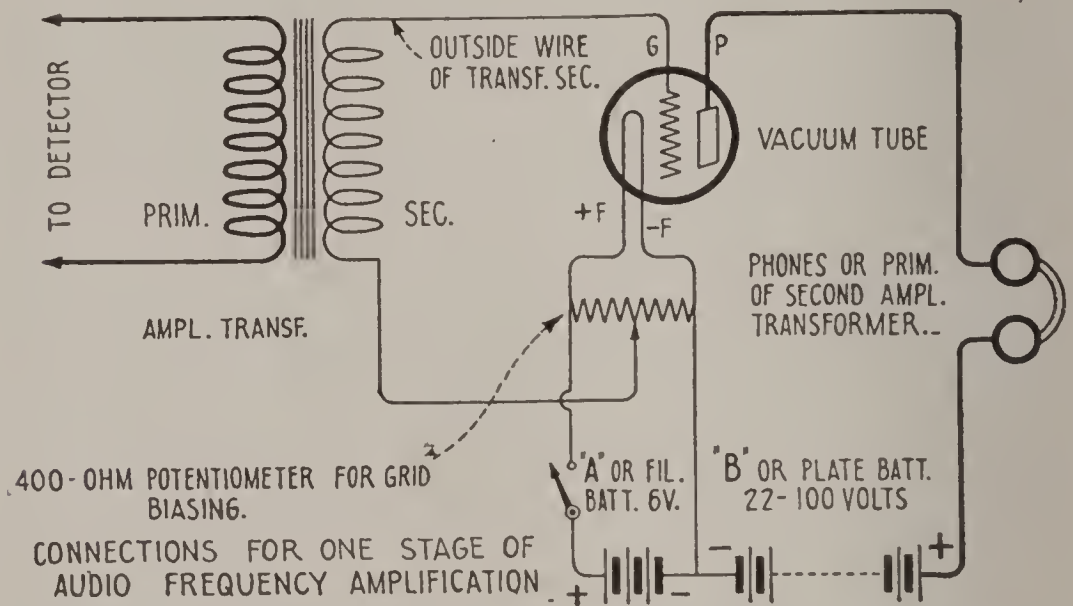 TO DETECTOR
PRIM.
SEC.
AMPL. TRANSF.
OUTSIDE WIRE
OF TRANSF. SEC.
G
P
VACUUM TUBE
+F
-F
PHONES OR PRIM.
OF SECOND AMPL.
TRANSFORMER._
400-OHM POTENTIOMETER FOR GRID
BIASING.
"A" OR FIL.
BATT. 6V.
"B" OR PLATE BATT.
22-100 VOLTS
+
-
-
+
CONNECTIONS FOR ONE STAGE OF
AUDIO FREQUENCY AMPLIFICATION